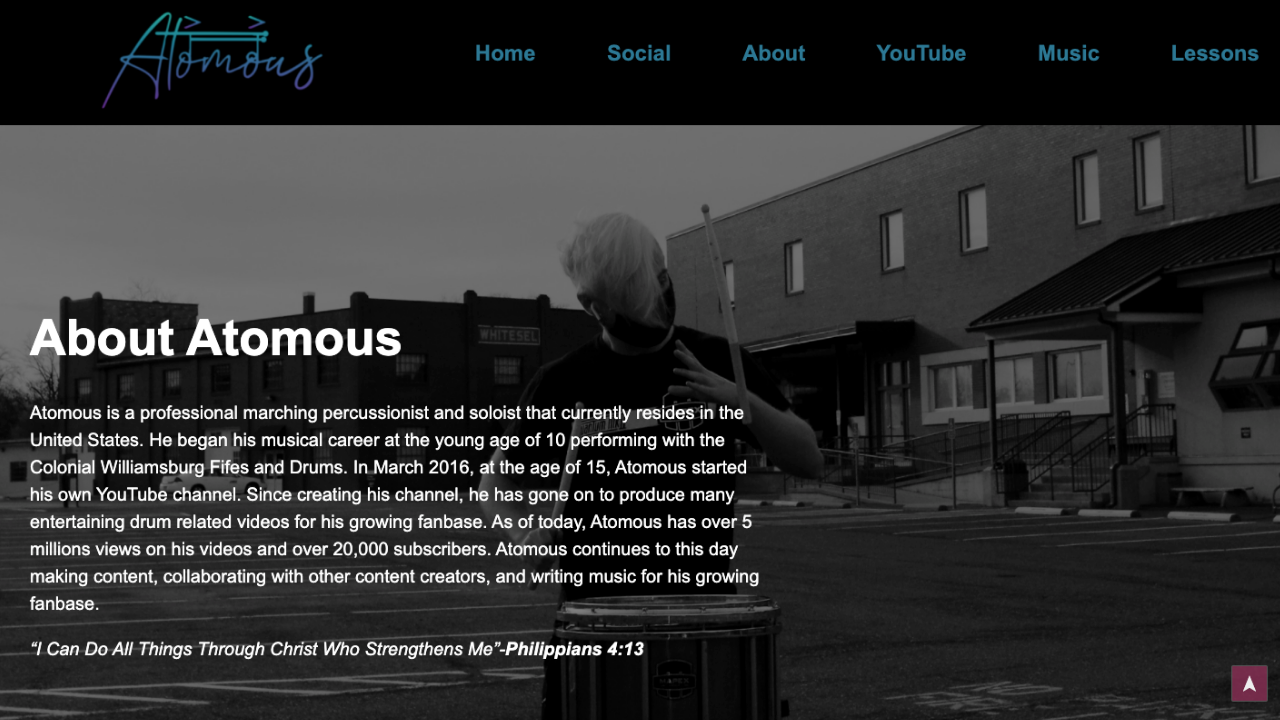 Atomous
Home Social About YouTube Music Lessons
WHITESEL
About Atomous
Atomous is a professional marching percussionist and soloist that currently resides in the
United States. He began his musical career at the young age of 10 performing with the
Colonial Williamsburg Fifes and Drums. In March 2016, at the age of 15, Atomous started
his own YouTube channel. Since creating his channel, he has gone on to produce many
entertaining drum related videos for his growing fanbase. As of today, Atomous has over 5
millions views on his videos and over 20,000 subscribers. Atomous continues to this day
making content, collaborating with other content creators, and writing music for his growing
fanbase.
“I Can Do All Things Through Christ Who Strengthens Me”-Philippians 4:13
MAPEX